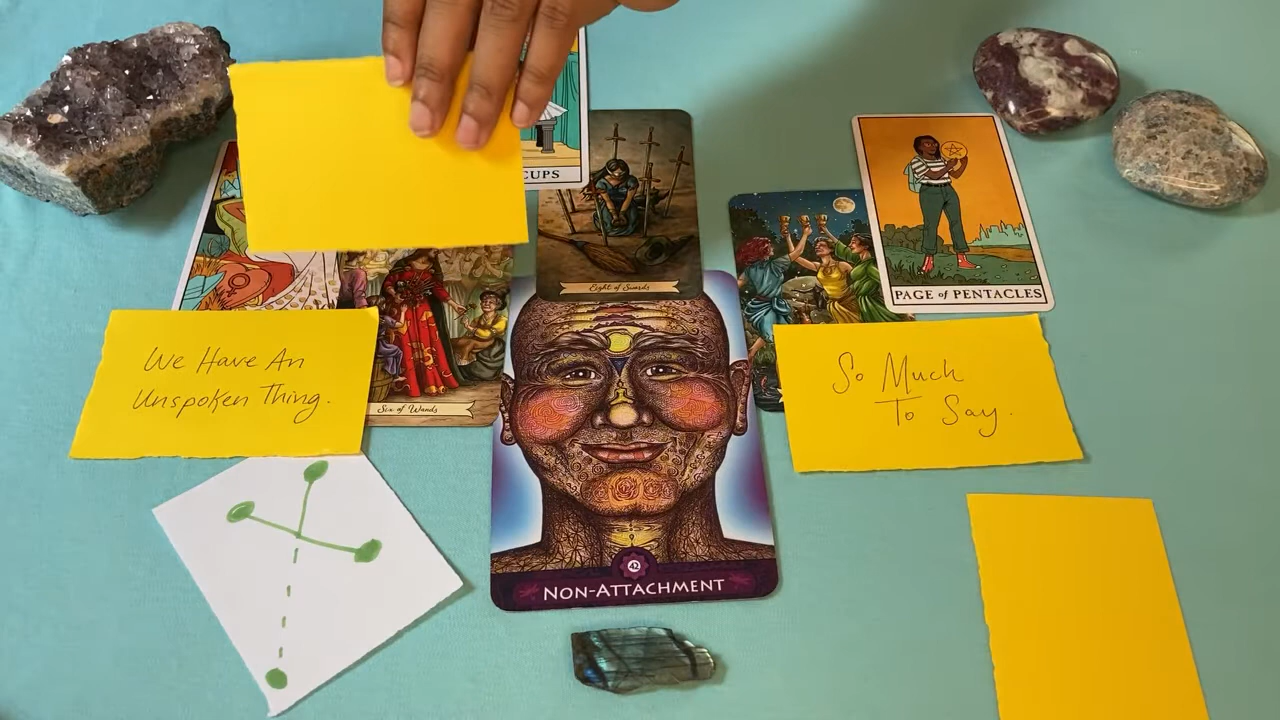 CUPS
Eight of Swords
PAGE of PENTACLES
We Have An
Unspoken Thing.
Six of Wands
So Much
To Say.
42
NON-ATTACHMENT